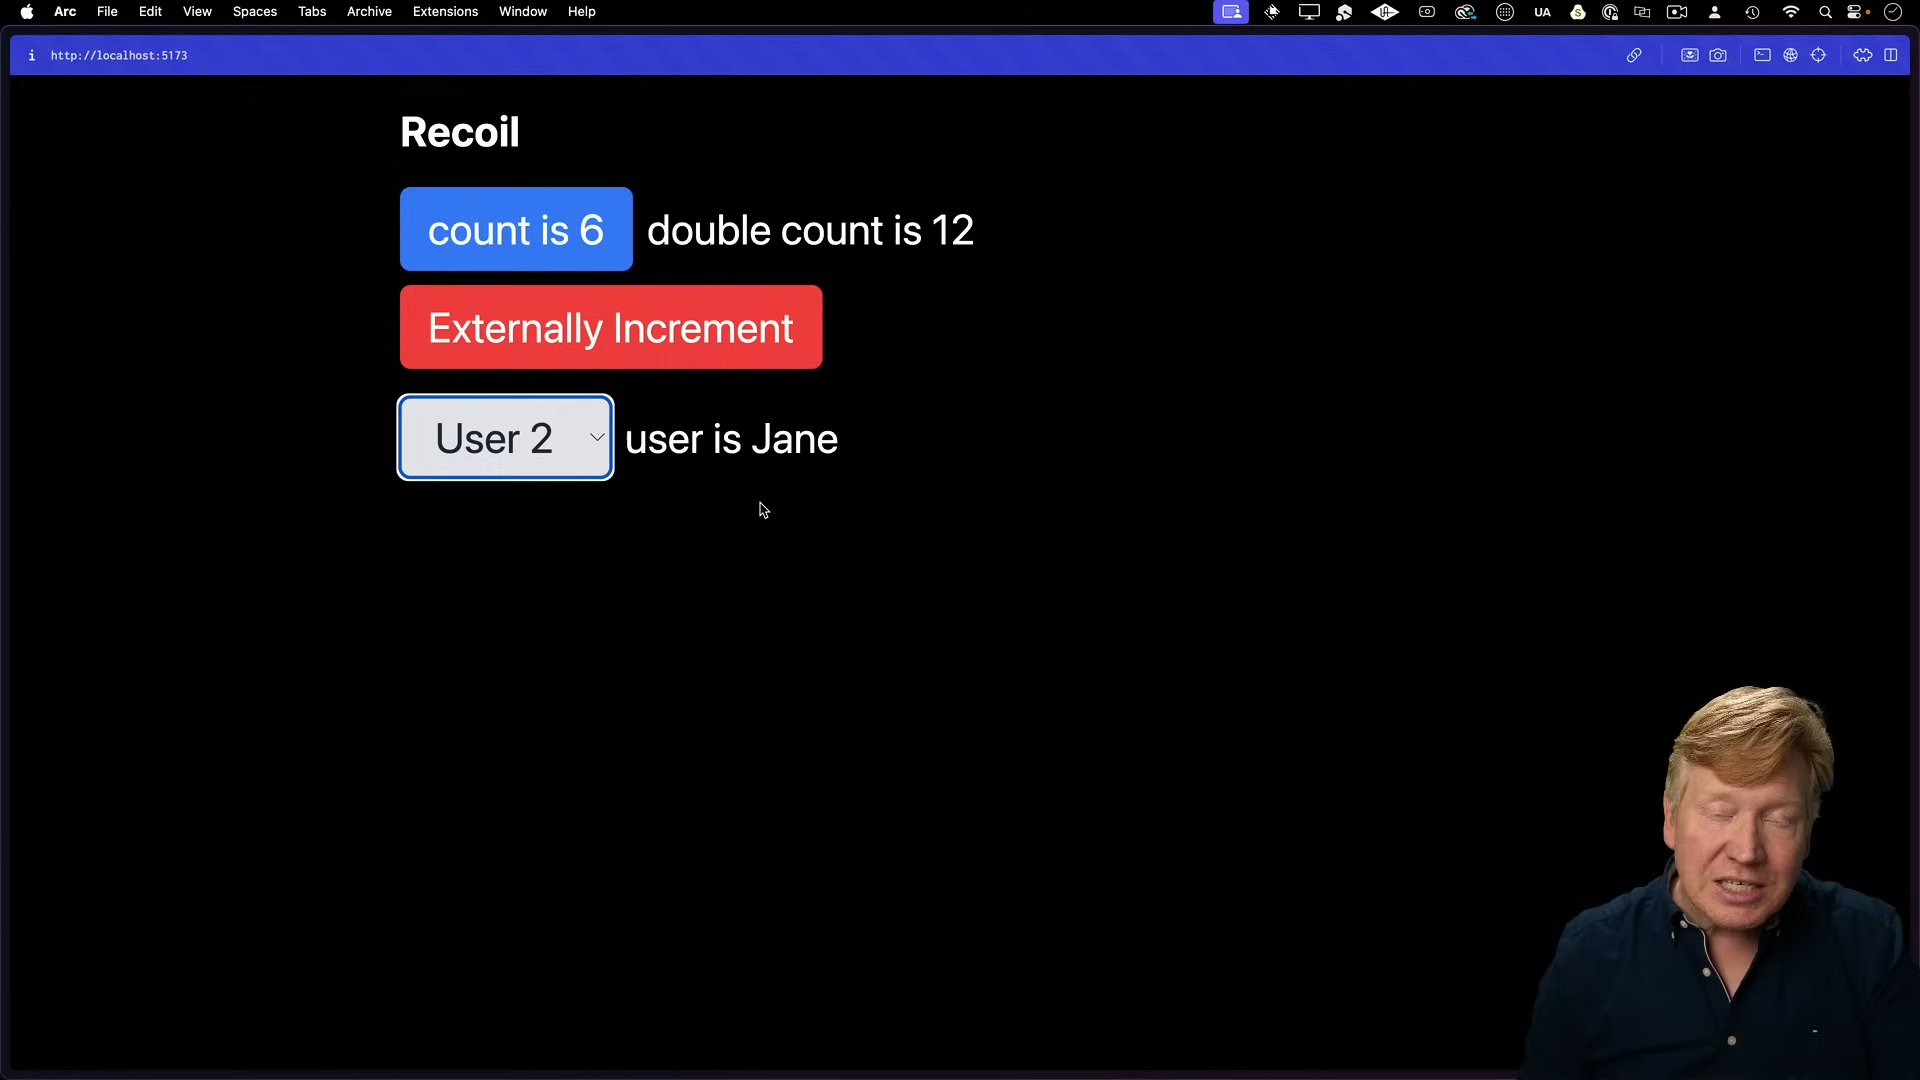 Arc File Edit View Spaces Tabs Archive Extensions Window Help UA
http://localhost:5173
Recoil
count is 6 double count is 12
Externally Increment
User 2 user is Jane